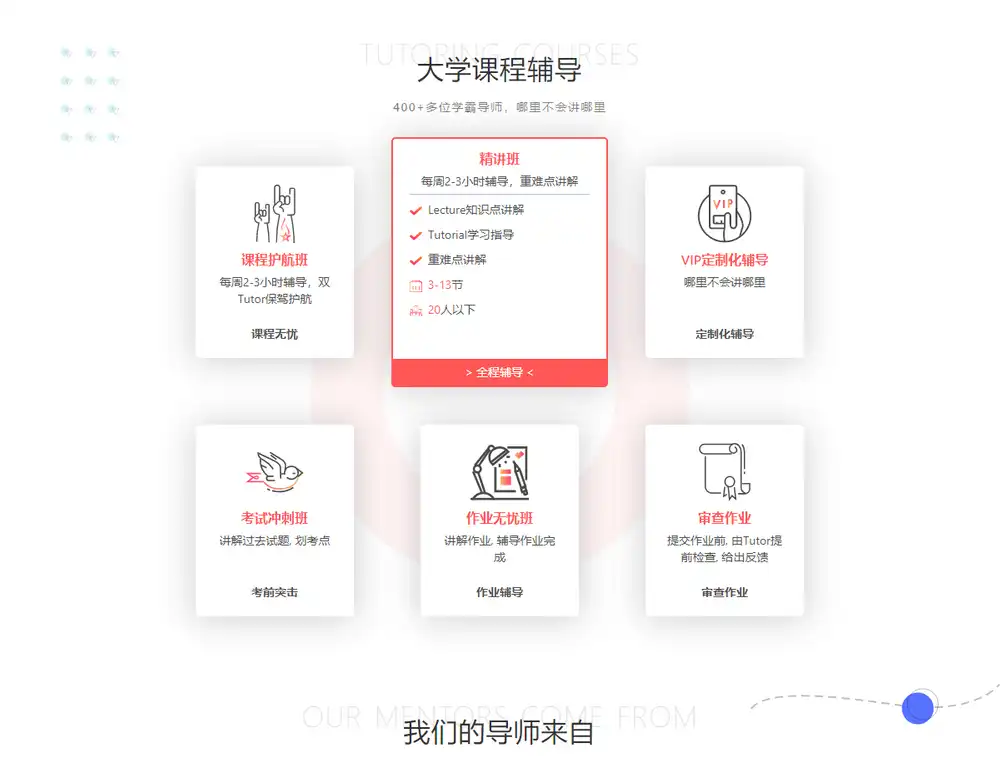 TUTORING COURSES
大学课程辅导
400+多位学霸导师，哪里不会讲哪里
课程护航班
每周2-3小时辅导，双
Tutor保驾护航
课程无忧
精讲班
每周2-3小时辅导，重难点讲解
Lecture知识点讲解
Tutorial学习指导
重难点讲解
3-13节
20人以下
> 全程辅导 <
VIP
VIP定制化辅导
哪里不会讲哪里
定制化辅导
考试冲刺班
讲解过去试题, 划考点
考前突击
作业无忧班
讲解作业, 辅导作业完
成
作业辅导
审查作业
提交作业前, 由Tutor提
前检查, 给出反馈
审查作业
OUR MENTORS COME FROM
我们的导师来自